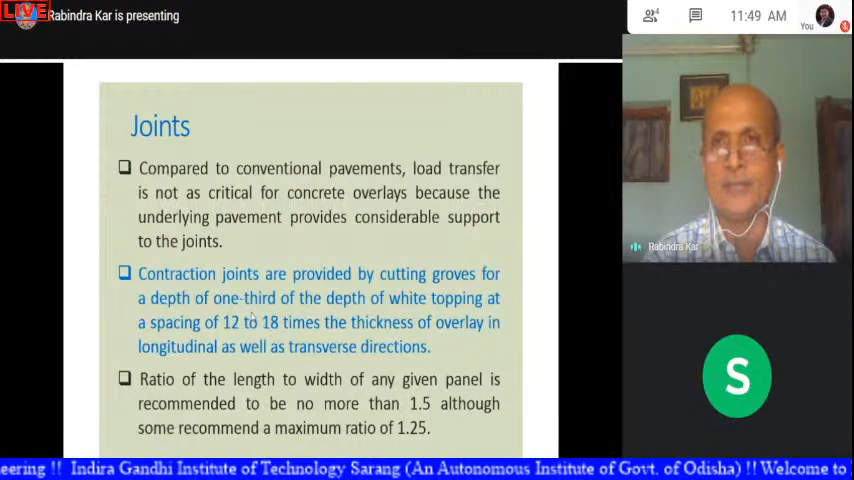 LIVE
Rabindra Kar is presenting
4
11:49 AM
You
Joints
Compared to conventional pavements, load transfer
is not as critical for concrete overlays because the
underlying pavement provides considerable support
to the joints.
Contraction joints are provided by cutting groves for
a depth of one-third of the depth of white topping at
a spacing of 12 to 18 times the thickness of overlay in
longitudinal as well as transverse directions.
Ratio of the length to width of any given panel is
recommended to be no more than 1.5 although
some recommend a maximum ratio of 1.25.
Rabindra Kar
S
eering !! Indira Gandhi Institute of Technology Sarang (An Autonomous Institute of Govt. of Odisha) !! Welcome to